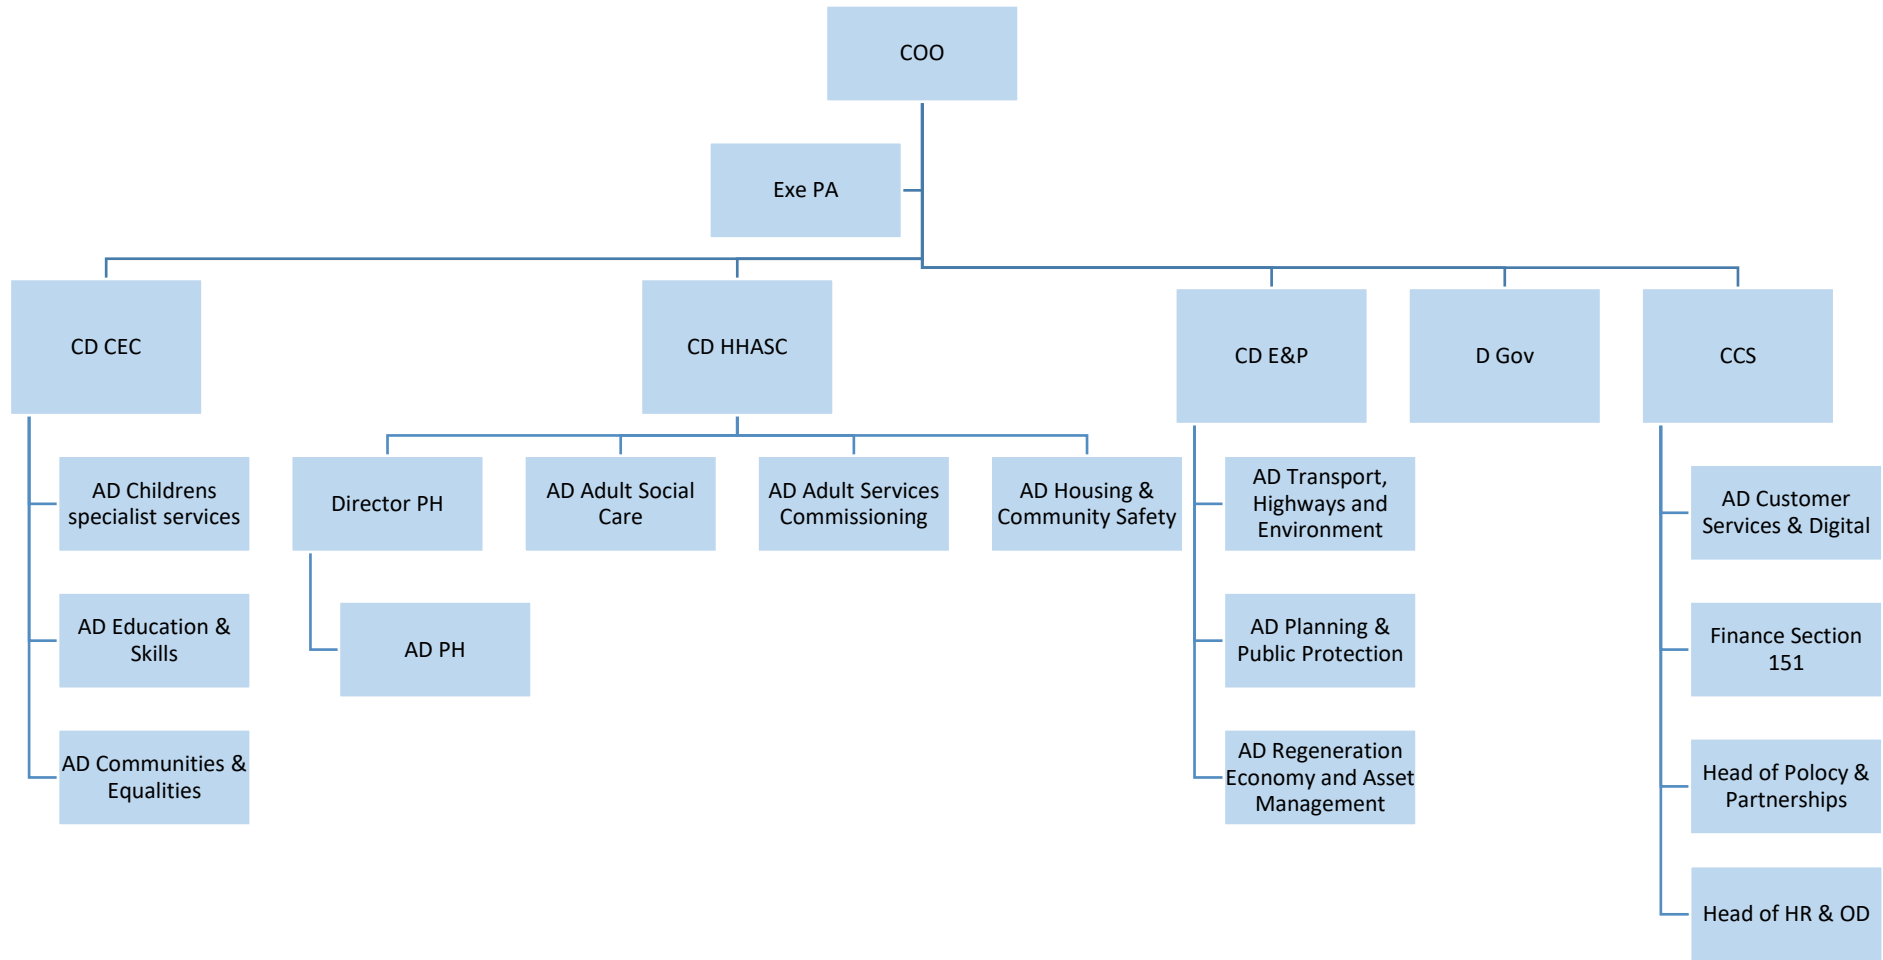 COO
Exe PA
CD CEC
CD HHASC
CD E&P
D Gov
CCS
AD Childrens
specialist services
Director PH
AD Adult Social
Care
AD Adult Services
Commissioning
AD Housing &
Community Safety
AD Transport,
Highways and
Environment
AD Customer
Services & Digital
AD Education &
Skills
AD PH
AD Planning &
Public Protection
Finance Section
151
AD Communities &
Equalities
AD Regeneration
Economy and Asset
Management
Head of Polocy &
Partnerships
Head of HR & OD